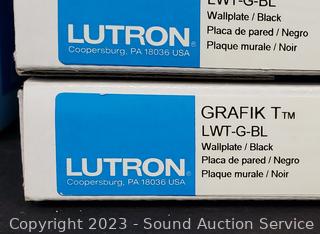 LWT-G-BL
Wallplate / Black
Placa de pared / Negro
Plaque murale / Noir
LUTRON®
Coopersburg, PA 18036 USA
GRAFIK T™
LWT-G-BL
Wallplate / Black
Placa de pared / Negro
Plaque murale / Noir
LUTRON®
Coopersburg, PA 18036 USA
Copyright 2023 - Sound Auction Service